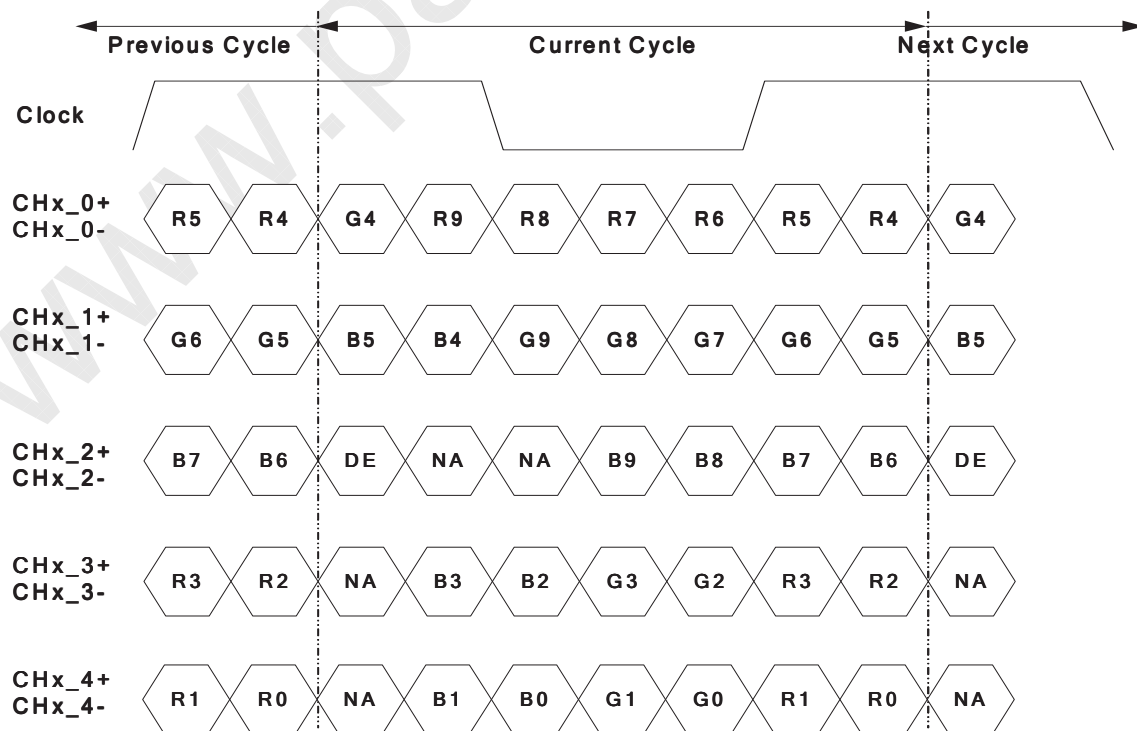 Previous Cycle Current Cycle Next Cycle
Clock
CHx_0+
CHx_0-
R5 R4 G4 R9 R8 R7 R6 R5 R4 G4
CHx_1+
CHx_1-
G6 G5 B5 B4 G9 G8 G7 G6 G5 B5
CHx_2+
CHx_2-
B7 B6 DE NA NA B9 B8 B7 B6 DE
CHx_3+
CHx_3-
R3 R2 NA B3 B2 G3 G2 R3 R2 NA
CHx_4+
CHx_4-
R1 R0 NA B1 B0 G1 G0 R1 R0 NA
www.pa